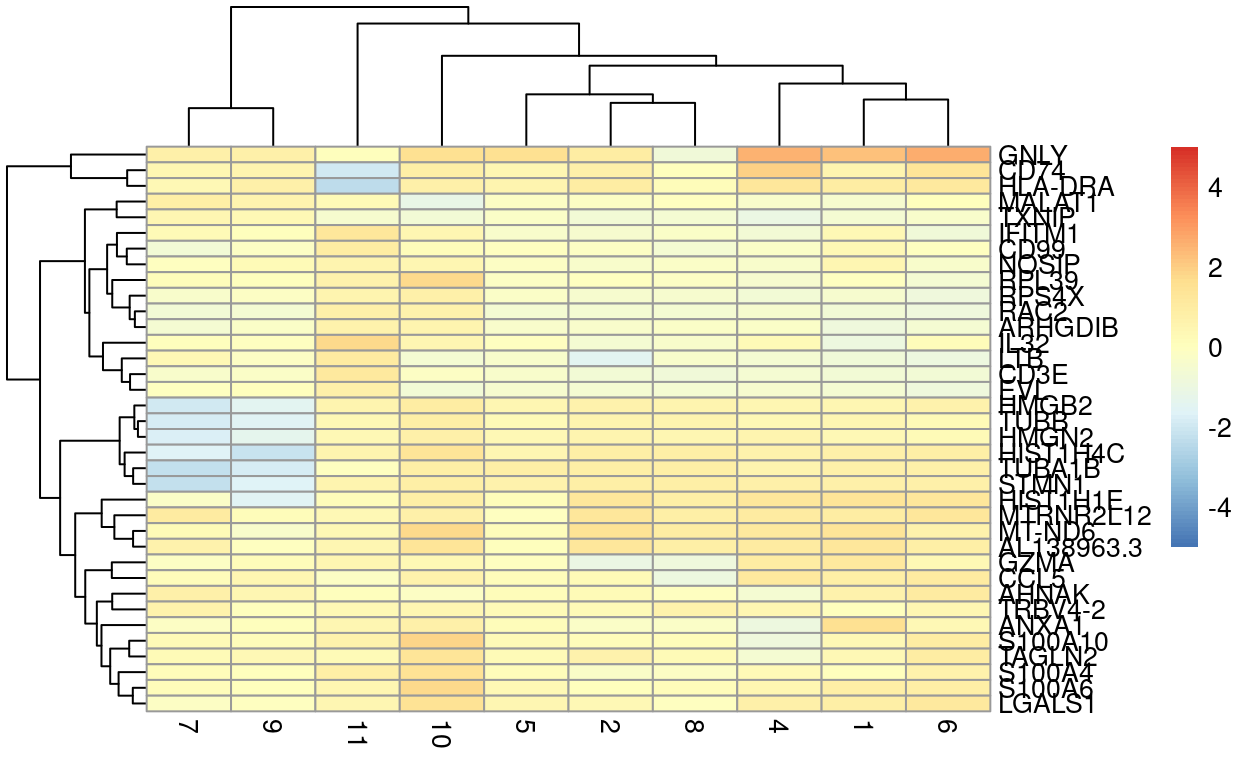 GNLY
CD74
HLA-DRA
MALAT1
TXNIP
IFITM1
CD99
NOSIP
RPL39
RPS4X
RAC2
ARHGDIB
IL32
LTB
CD3E
EVL
HMGB2
TUBB
HMGN2
HIST1H4C
TUBA1B
STMN1
HIST1H1E
MTRNR2L12
MT-ND6
AL138963.3
GZMA
CCL5
AHNAK
TRBV4-2
ANXA1
S100A10
TAGLN2
S100A4
S100A6
LGALS1
7 9 11 10 5 2 8 4 1 6
4
2
0
-2
-4